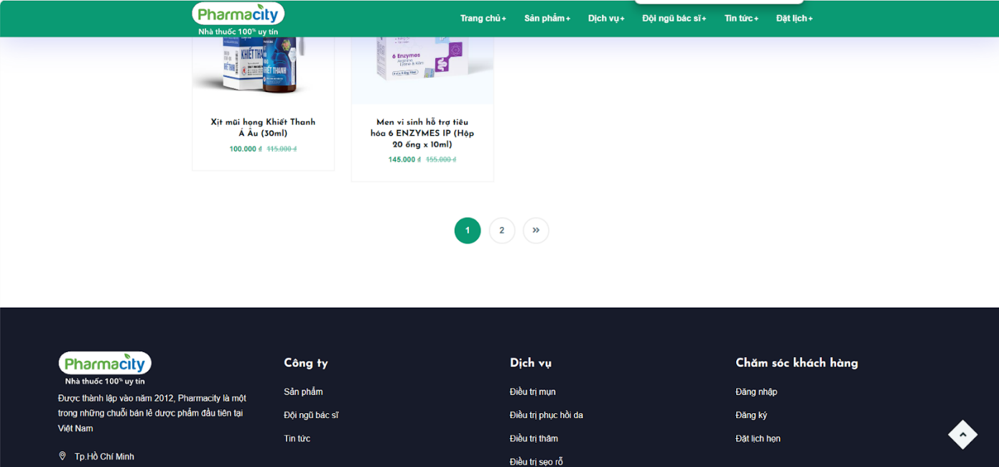 Pharmacity
Nhà thuốc 100% uy tín
Trang chủ+ Sản phẩm+ Dịch vụ+ Đội ngũ bác sĩ+ Tin tức+ Đặt lịch+
KHIẾT THANH
6 Enzymes
Xịt mũi họng Khiết Thanh
Á Âu (30ml)
100.000 ₫ 115.000 ₫
Men vi sinh hỗ trợ tiêu
hóa 6 ENZYMES IP (Hộp
20 ống x 10ml)
145.000 ₫ 155.000 ₫
1 2 »
Pharmacity
Nhà thuốc 100% uy tín
Được thành lập vào năm 2012, Pharmacity là một
trong những chuỗi bán lẻ dược phẩm đầu tiên tại
Việt Nam
Tp.Hồ Chí Minh
Công ty
Sản phẩm
Đội ngũ bác sĩ
Tin tức
Dịch vụ
Điều trị mụn
Điều trị phục hồi da
Điều trị thâm
Điều trị sẹo rỗ
Chăm sóc khách hàng
Đăng nhập
Đăng ký
Đặt lịch hẹn